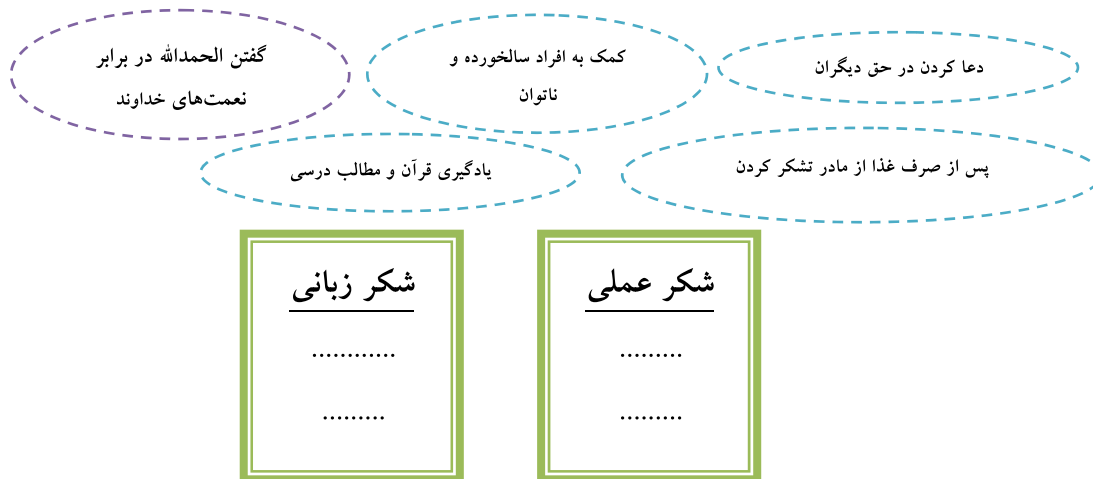 دعا کردن در حق دیگران
کمک به افراد سالخورده و
ناتوان
گفتن الحمدالله در برابر
نعمت‌های خداوند
پس از صرف غذا از مادر تشکر کردن
یادگیری قرآن و مطالب درسی
شکر عملی
.........
.........
شکر زبانی
............
.........